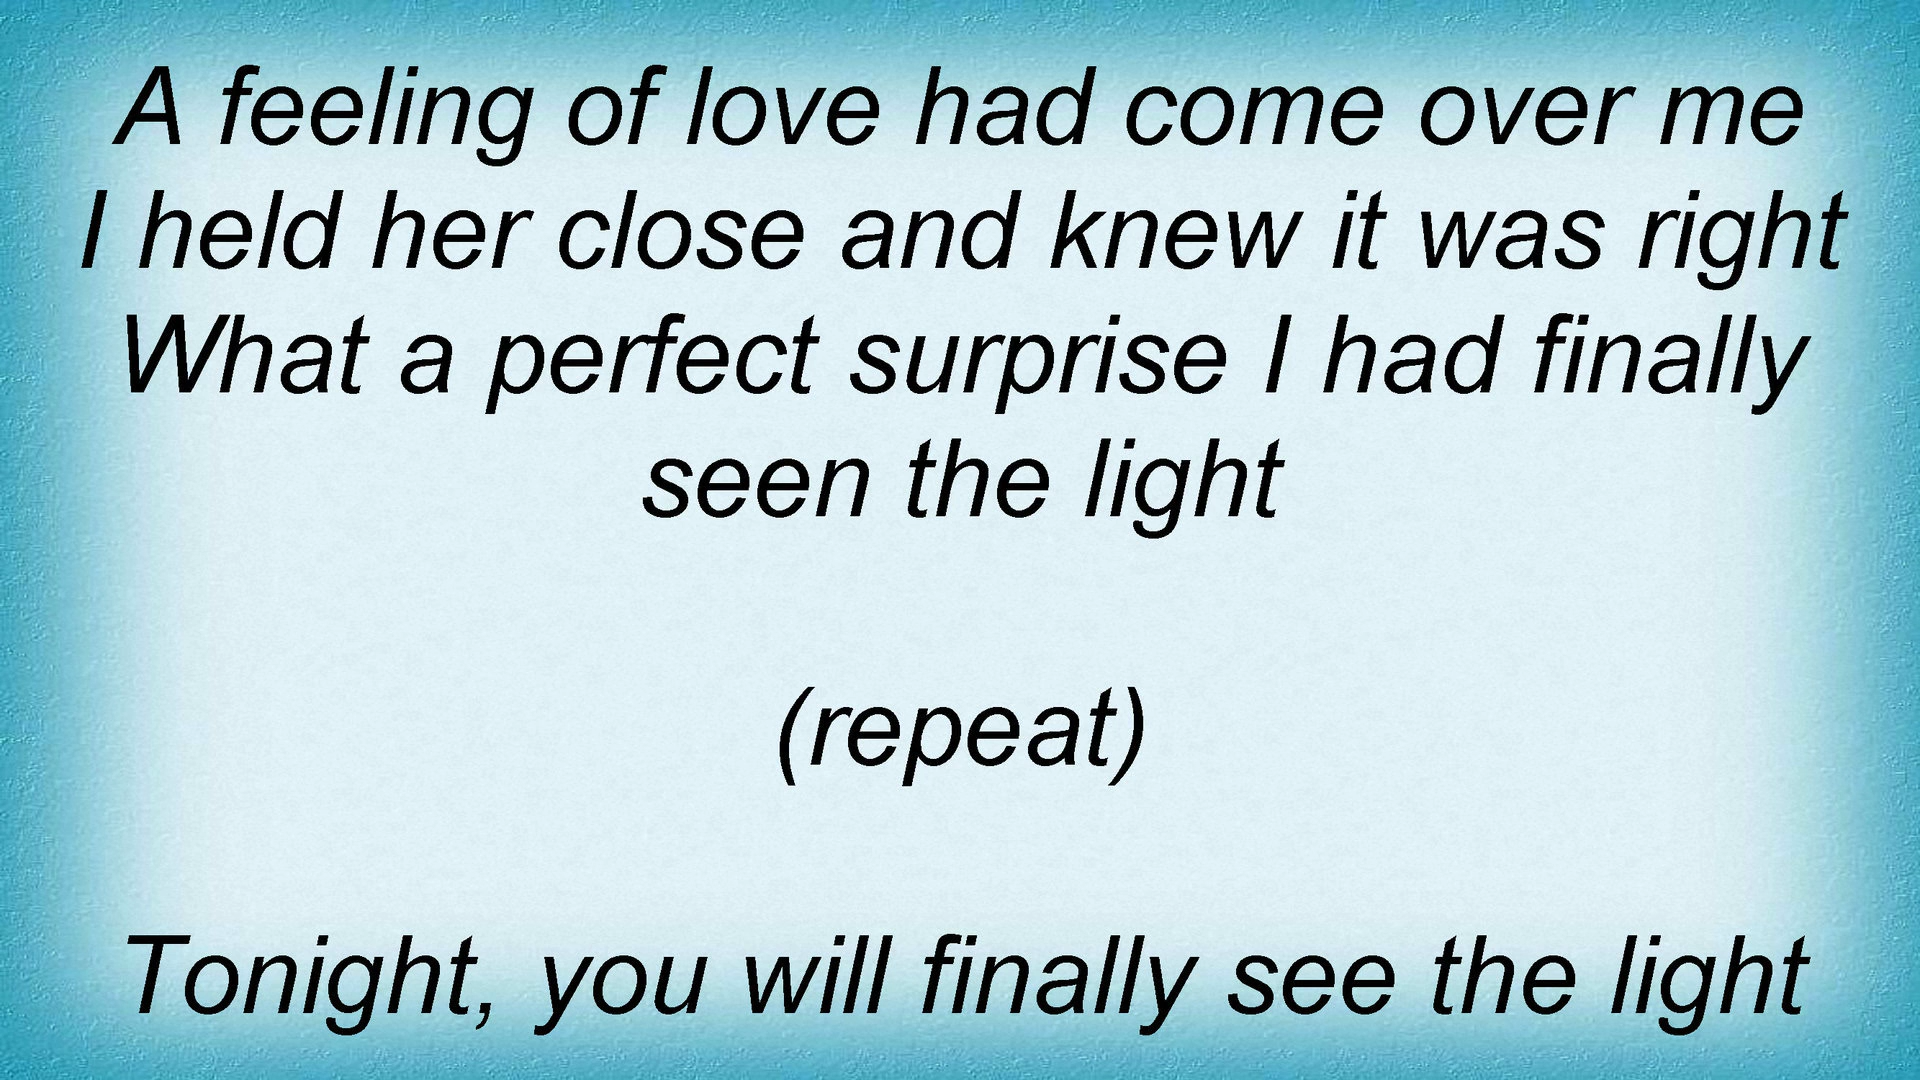 A feeling of love had come over me
I held her close and knew it was right
What a perfect surprise I had finally
seen the light
(repeat)
Tonight, you will finally see the light